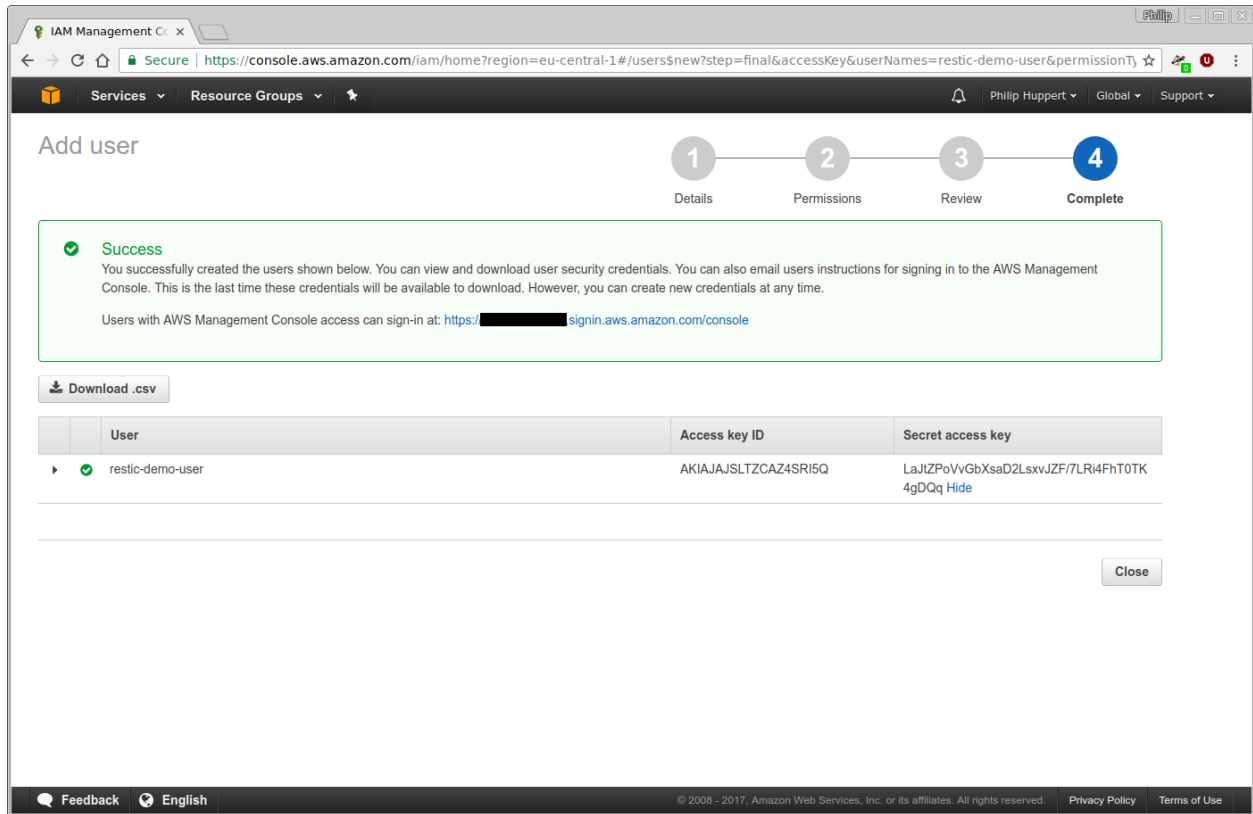 Philip
IAM Management Co
Secure | https://console.aws.amazon.com/iam/home?region=eu-central-1#/users$new?step=final&accessKey&userNames=restic-demo-user&permissionTy
Services Resource Groups Philip Huppert Global Support
Add user
1 2 3 4
Details Permissions Review Complete
Success
You successfully created the users shown below. You can view and download user security credentials. You can also email users instructions for signing in to the AWS Management
Console. This is the last time these credentials will be available to download. However, you can create new credentials at any time.
Users with AWS Management Console access can sign-in at: https:/ .signin.aws.amazon.com/console
Download .csv
User Access key ID Secret access key
restic-demo-user AKIAJAJSLTZCAZ4SRI5Q LaJtZPoVvGbXsaD2LsxvJZF/7LRi4FhT0TK
4gDQq Hide
Close
Feedback English © 2008 - 2017, Amazon Web Services, Inc. or its affiliates. All rights reserved. Privacy Policy Terms of Use